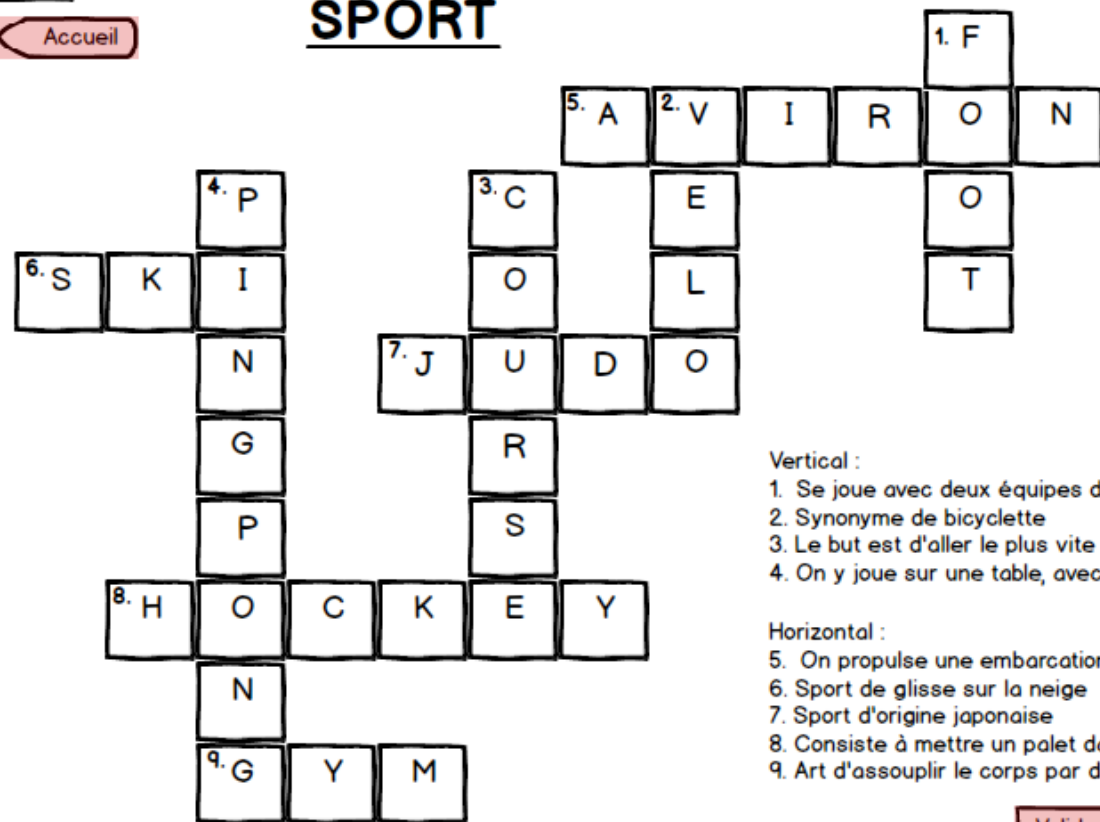 Accueil
SPORT
1. F
5. A 2. V I R O N
4. P 3. C E O
6. S K I O L T
N 7. J U D O
G R
P S
8. H O C K E Y
N
9. G Y M
Vertical :
1. Se joue avec deux équipes
2. Synonyme de bicyclette
3. Le but est d'aller le plus vite
4. On y joue sur une table, avec
Horizontal :
5. On propulse une embarcation
6. Sport de glisse sur la neige
7. Sport d'origine japonaise
8. Consiste à mettre un palet
9. Art d'assouplir le corps par